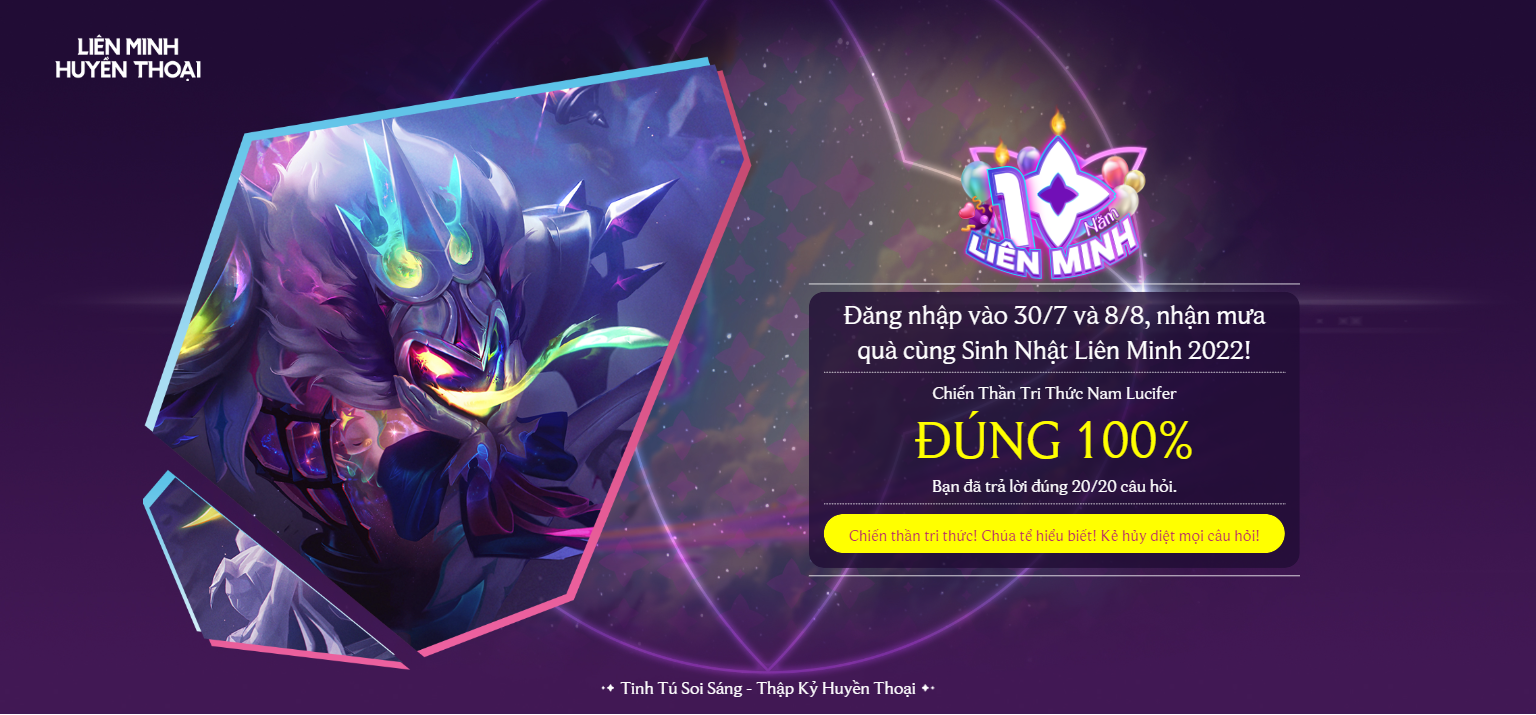 LIÊN MINH
HUYỀN THOẠI
10
Năm
LIÊN MINH
Đăng nhập vào 30/7 và 8/8, nhận mưa
quà cùng Sinh Nhật Liên Minh 2022!
Chiến Thần Tri Thức Nam Lucifer
ĐÚNG 100%
Bạn đã trả lời đúng 20/20 câu hỏi.
Chiến thần tri thức! Chúa tể hiểu biết! Kẻ hủy diệt mọi câu hỏi!
Tinh Tú Soi Sáng - Thập Kỷ Huyền Thoại